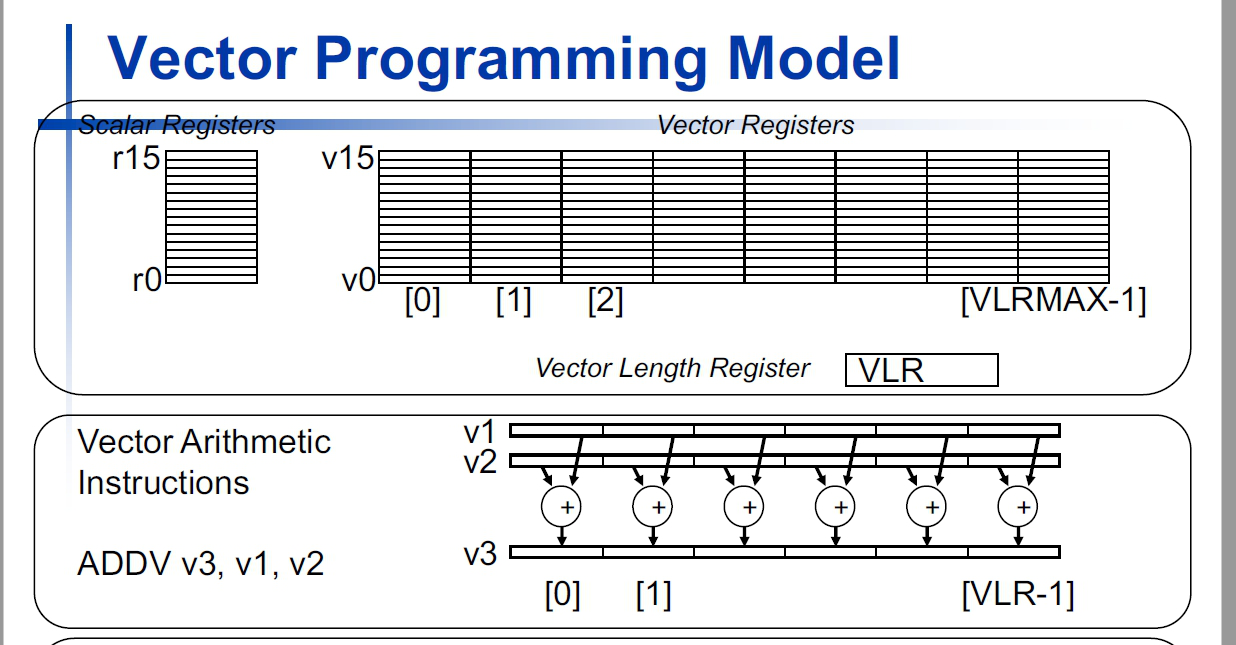 Vector Programming Model
Scalar Registers Vector Registers
r15 v15
r0 v0
[0] [1] [2] [VLRMAX-1]
Vector Length Register VLR
Vector Arithmetic
Instructions
ADDV v3, v1, v2
v1
v2
+ + + + + +
v3
[0] [1] [VLR-1]